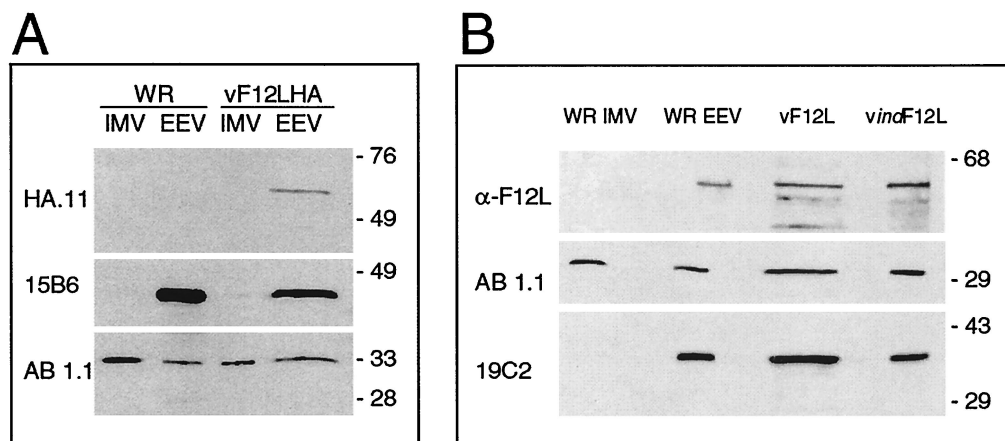 A
WR vF12LHA
IMV EEV IMV EEV
- 76
HA.11
- 49
- 49
15B6
- 33
AB 1.1
- 28
B
WR IMV WR EEV vF12L vindF12L
- 68
α-F12L
AB 1.1
- 29
- 43
19C2
- 29